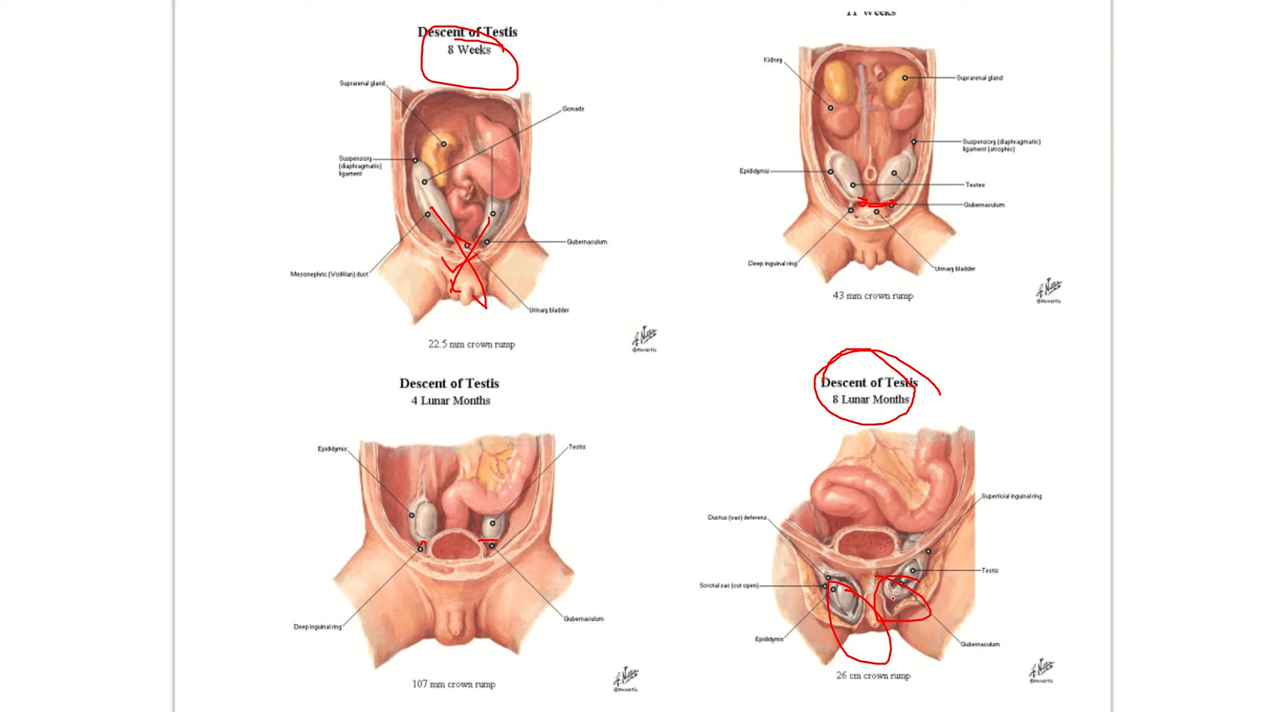 Descent of Testis
8 Weeks
Suprarenal gland
Gonads
Suspensory
(diaphragmatic)
ligament
Gubernaculum
Mesonephric (Wolffian) duct
Urinary bladder
22.5 mm crown rump
11 Weeks
Kidney
Suprarenal gland
Suspensory (diaphragmatic)
ligament (atrophic)
Epididymis
Testes
Gubernaculum
Deep inguinal ring
Urinary bladder
43 mm crown rump
Descent of Testis
4 Lunar Months
Epididymis
Testis
Deep inguinal ring
Gubernaculum
107 mm crown rump
Descent of Testis
8 Lunar Months
Superficial inguinal ring
Ductus (vas) deferens
Testis
Scrotal sac (cut open)
Epididymis
Gubernaculum
26 cm crown rump